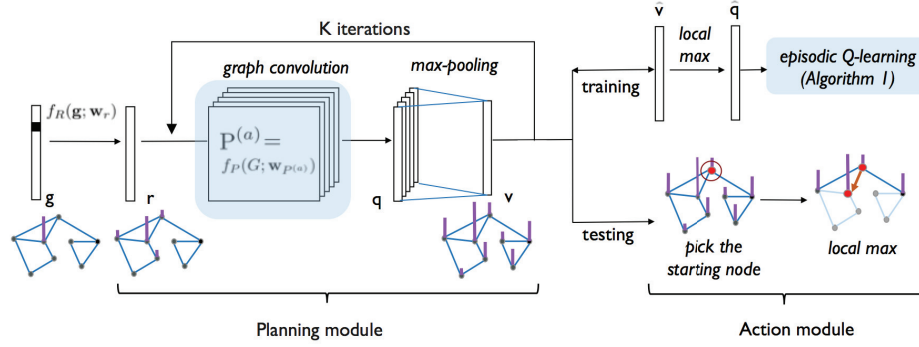 K iterations
graph convolution
max-pooling
f_R(g; w_r)
P^(a) =
f_P(G; w_P(a))
g
r
q
v
Planning module
training
testing
v̂
local
max
q̂
episodic Q-learning
(Algorithm 1)
pick the
starting node
local max
Action module